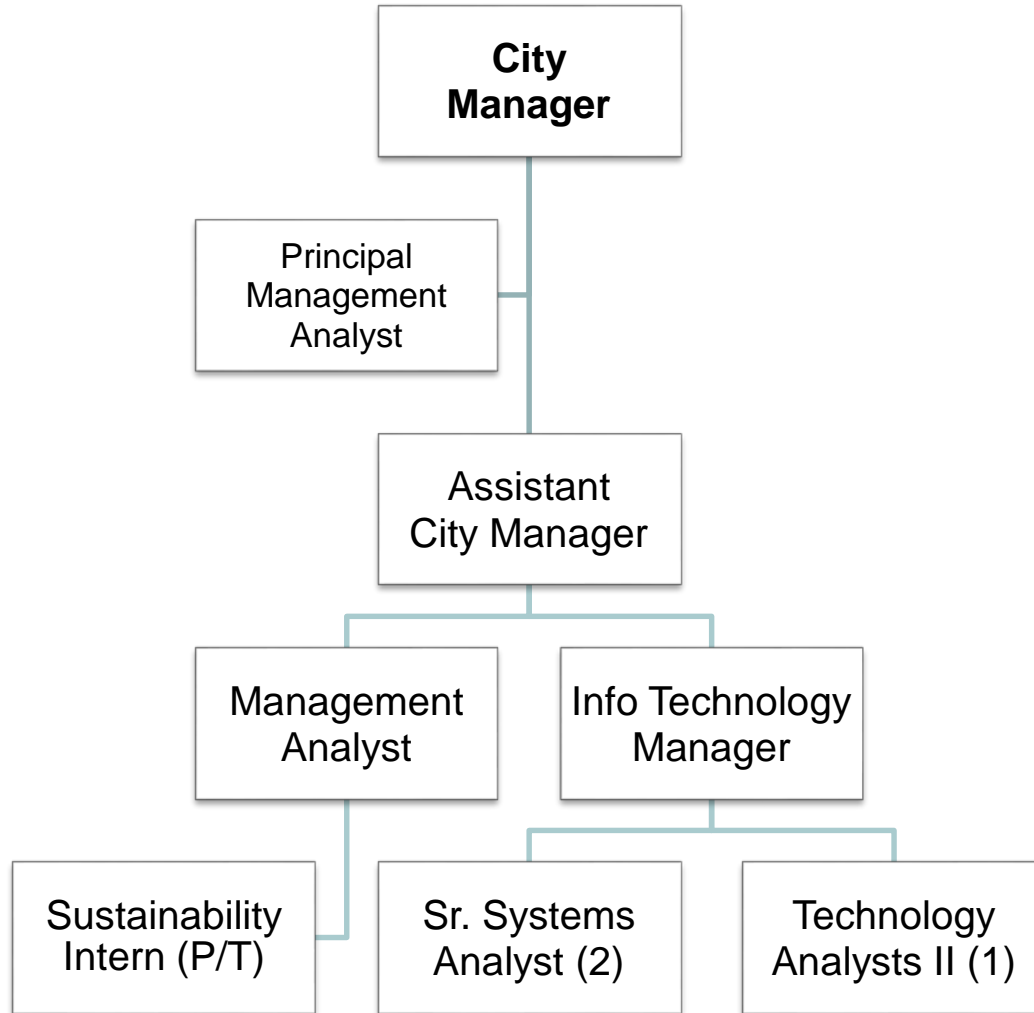 City
Manager
Principal
Management
Analyst
Assistant
City Manager
Management
Analyst
Info Technology
Manager
Sustainability
Intern (P/T)
Sr. Systems
Analyst (2)
Technology
Analysts II (1)